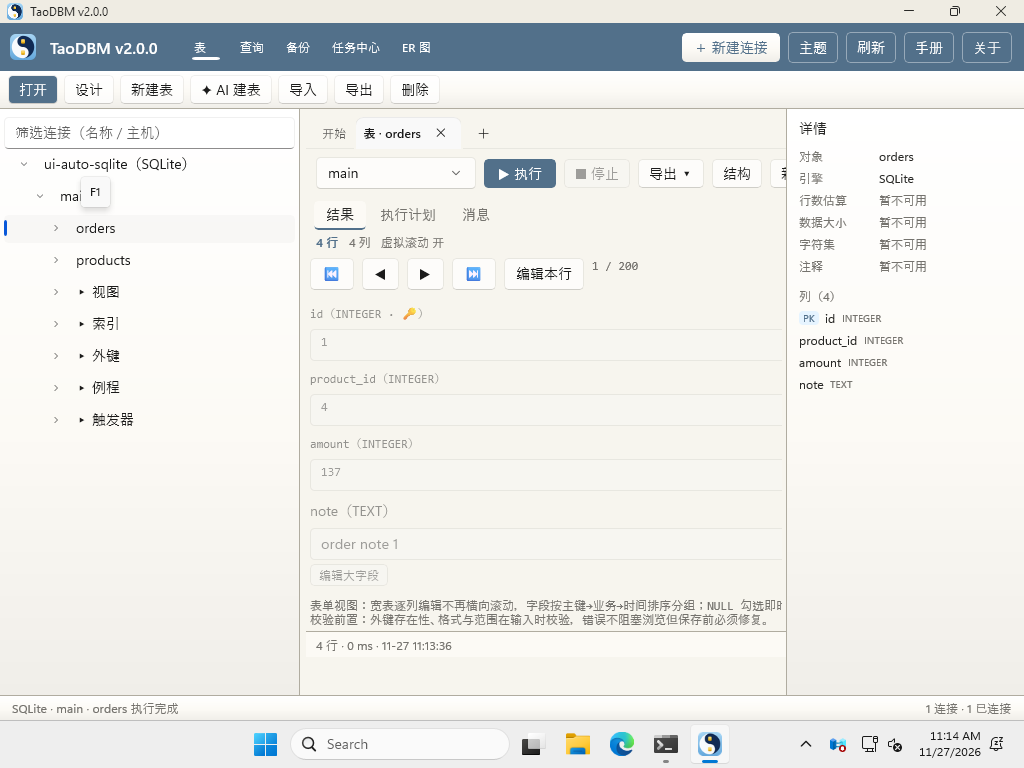 TaoDBM v2.0.0
TaoDBM v2.0.0 表 查询 备份 任务中心 ER 图 + 新建连接 主题 刷新 手册 关于
打开 设计 新建表 ✦ AI 建表 导入 导出 删除
筛选连接（名称 / 主机）
ui-auto-sqlite（SQLite）
mai
F1
orders
products
▸ 视图
▸ 索引
▸ 外键
▸ 例程
▸ 触发器
开始 表 · orders ✕ +
main ▶ 执行 ■ 停止 导出 ▼ 结构
结果 执行计划 消息
4 行 4 列 虚拟滚动 开
⏮ ◀ ▶ ⏭ 编辑本行 1 / 200
id（INTEGER · 🔑）
1
product_id（INTEGER）
4
amount（INTEGER）
137
note（TEXT）
order note 1
编辑大字段
表单视图：宽表逐列编辑不再横向滚动, 字段按主键→业务→时间排序分组；NULL 勾选即
校验前置：外键存在性、格式与范围在输入时校验, 错误不阻塞浏览但保存前必须修复。
4 行 · 0 ms · 11-27 11:13:36
详情
对象 orders
引擎 SQLite
行数估算 暂不可用
数据大小 暂不可用
字符集 暂不可用
注释 暂不可用
列（4）
PK id INTEGER
product_id INTEGER
amount INTEGER
note TEXT
SQLite · main · orders 执行完成 1 连接 · 1 已连接
Search
11:14 AM
11/27/2026